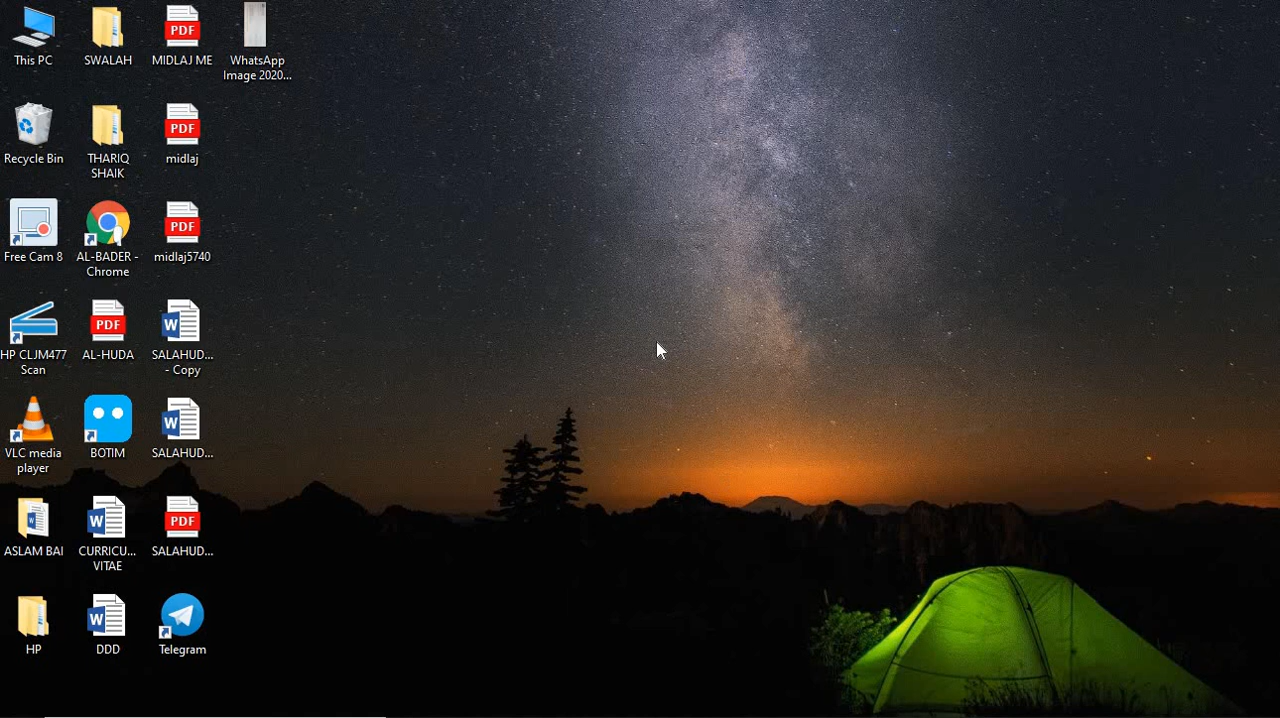 This PC
SWALAH
MIDLAJ ME
WhatsApp
Image 2020...
Recycle Bin
THARIQ
SHAIK
PDF
midlaj
Free Cam 8
AL-BADER -
Chrome
PDF
midlaj5740
HP CLJM477
Scan
PDF
AL-HUDA
W
SALAHUD...
- Copy
VLC media
player
BOTIM
W
SALAHUD...
ASLAM BAI
W
CURRICU...
VITAE
PDF
SALAHUD...
HP
W
DDD
Telegram
PDF